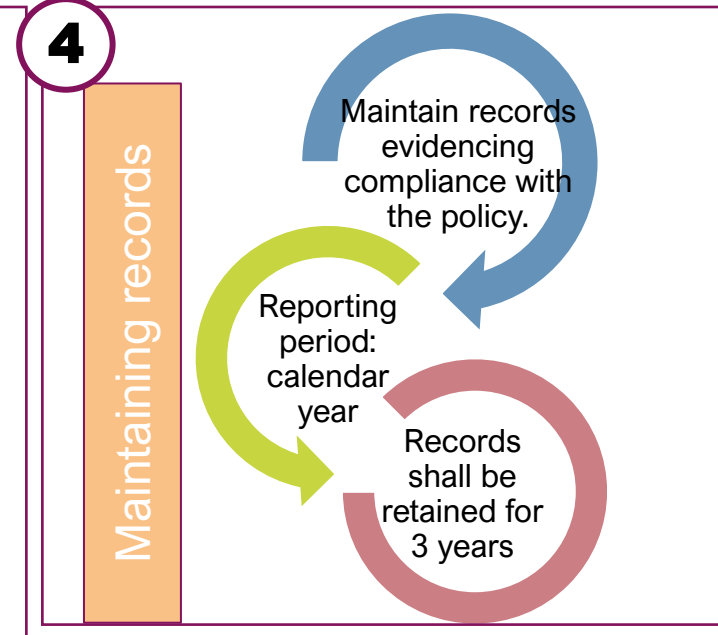 4
Maintaining records
Maintain records
evidencing
compliance with
the policy.
Reporting
period:
calendar
year
Records
shall be
retained for
3 years